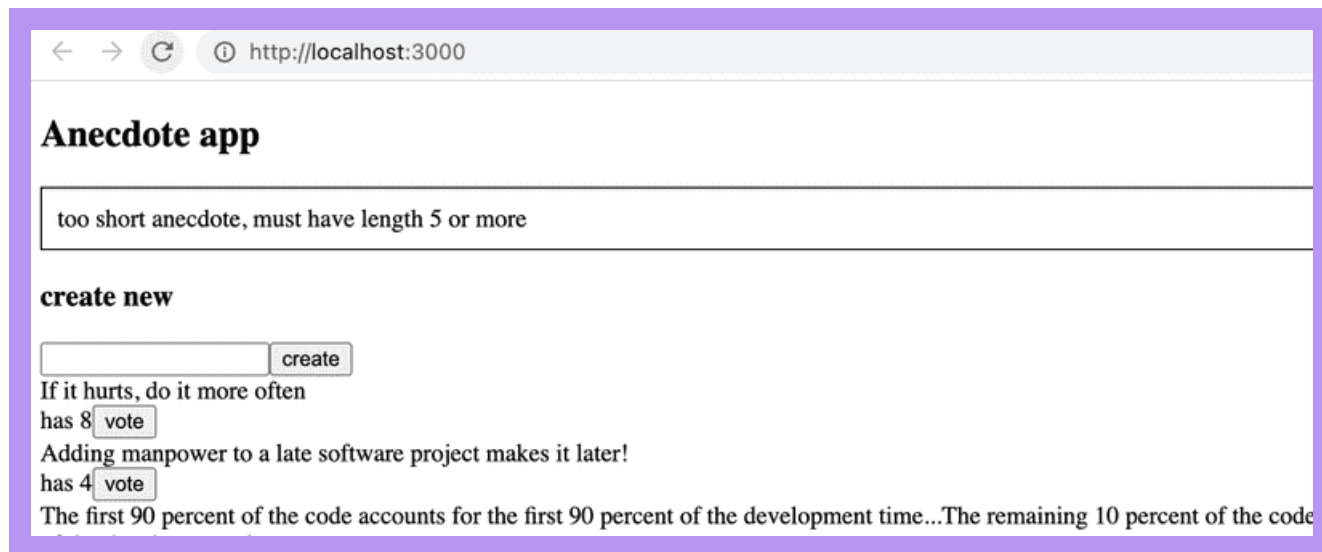 http://localhost:3000
Anecdote app
too short anecdote, must have length 5 or more
create new
create
If it hurts, do it more often
has 8 vote
Adding manpower to a late software project makes it later!
has 4 vote
The first 90 percent of the code accounts for the first 90 percent of the development time...The remaining 10 percent of the code